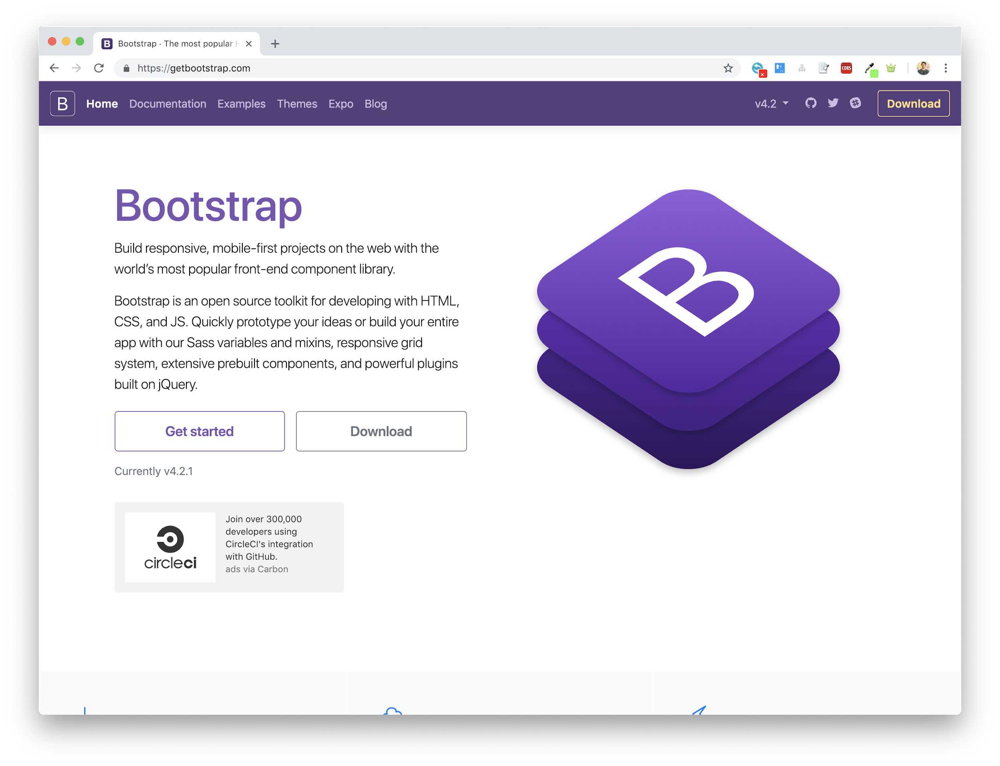 Bootstrap · The most popular H
https://getbootstrap.com
CORS
B Home Documentation Examples Themes Expo Blog v4.2 Download
Bootstrap
Build responsive, mobile-first projects on the web with the
world’s most popular front-end component library.
Bootstrap is an open source toolkit for developing with HTML,
CSS, and JS. Quickly prototype your ideas or build your entire
app with our Sass variables and mixins, responsive grid
system, extensive prebuilt components, and powerful plugins
built on jQuery.
B
Get started Download
Currently v4.2.1
circleci
Join over 300,000
developers using
CircleCI's integration
with GitHub.
ads via Carbon